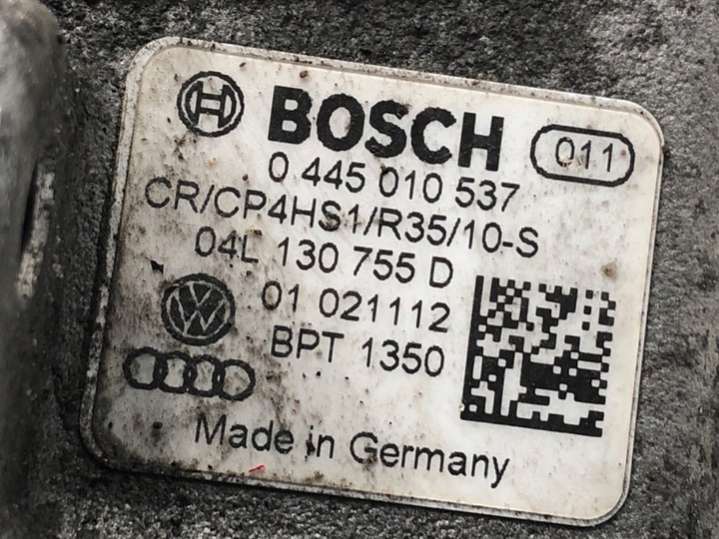 BOSCH 011
0 445 010 537
CR/CP4HS1/R35/10-S
04L 130 755 D
01 021112
BPT 1350
Made in Germany